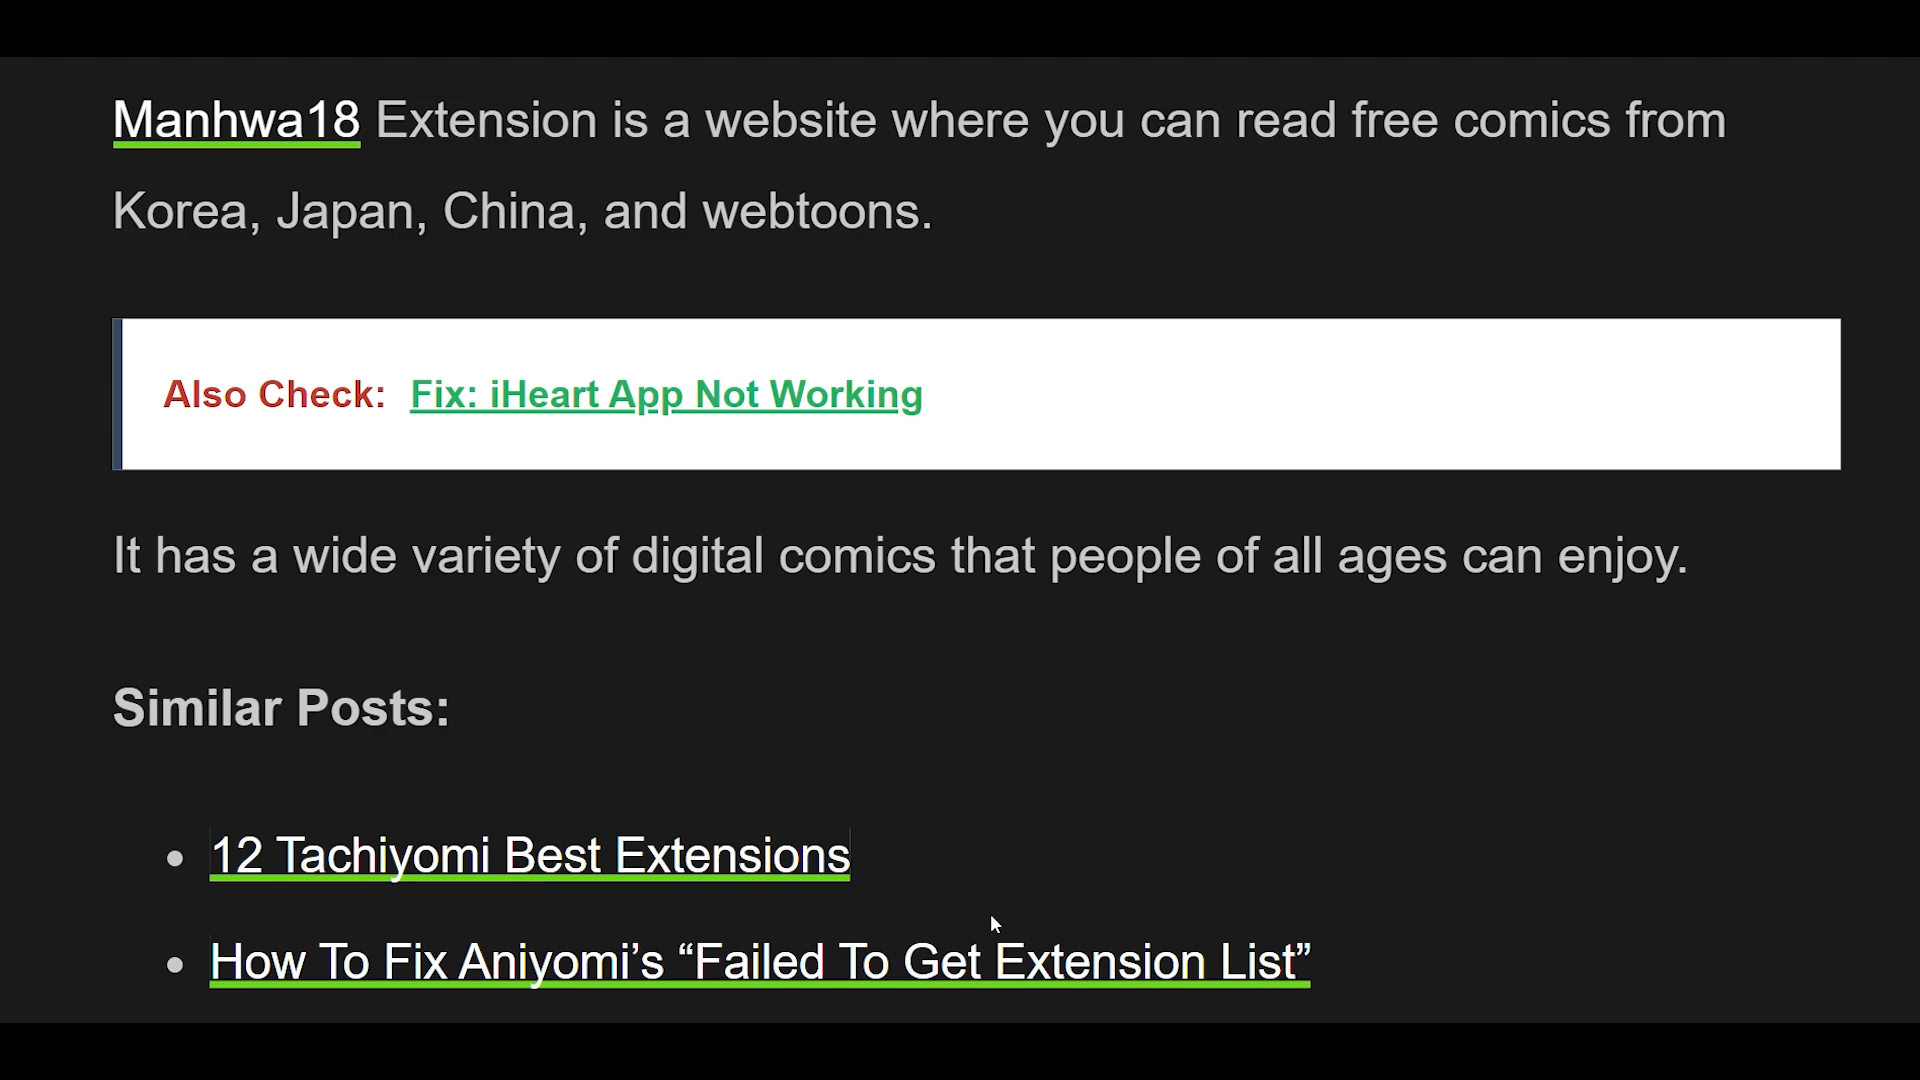 Manhwa18 Extension is a website where you can read free comics from
Korea, Japan, China, and webtoons.
Also Check: Fix: iHeart App Not Working
It has a wide variety of digital comics that people of all ages can enjoy.
Similar Posts:
12 Tachiyomi Best Extensions
How To Fix Aniyomi’s “Failed To Get Extension List”